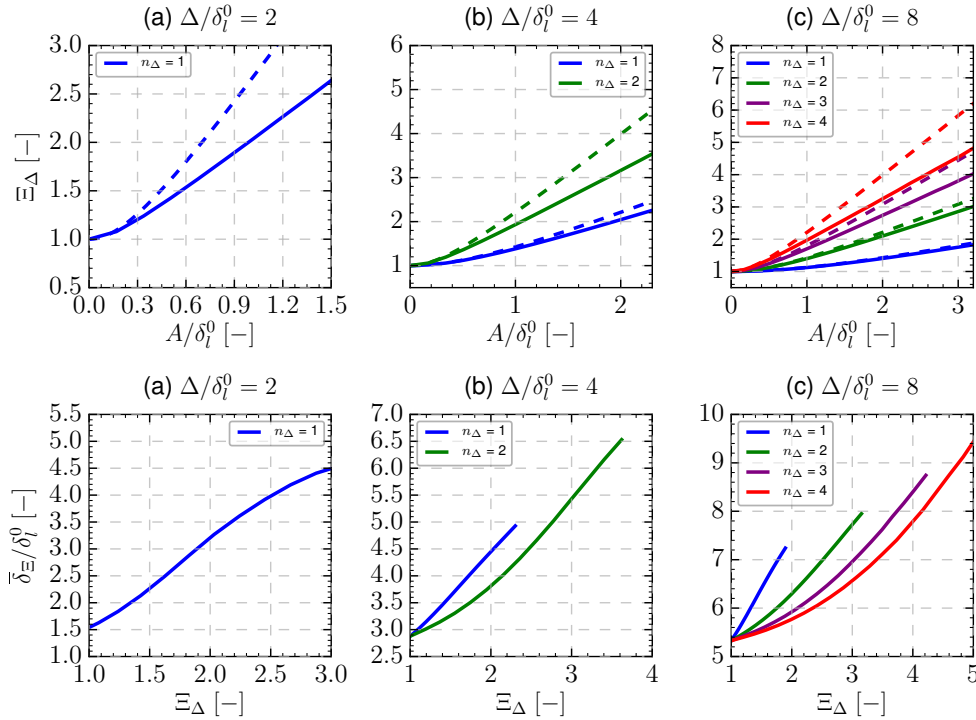 (a) Δ/δ_l^0 = 2
(b) Δ/δ_l^0 = 4
(c) Δ/δ_l^0 = 8
3.0
2.5
2.0
1.5
1.0
0.5
Ξ_Δ [−]
n_Δ = 1
0.0 0.3 0.6 0.9 1.2 1.5
A/δ_l^0 [−]
6
5
4
3
2
1
0
n_Δ = 1
n_Δ = 2
0 1 2
A/δ_l^0 [−]
8
7
6
5
4
3
2
1
0
n_Δ = 1
n_Δ = 2
n_Δ = 3
n_Δ = 4
0 1 2 3
A/δ_l^0 [−]
(a) Δ/δ_l^0 = 2
(b) Δ/δ_l^0 = 4
(c) Δ/δ_l^0 = 8
5.5
5.0
4.5
4.0
3.5
3.0
2.5
2.0
1.5
1.0
δ̅_Ξ/δ_l^0 [−]
n_Δ = 1
1.0 1.5 2.0 2.5 3.0
Ξ_Δ [−]
7.0
6.5
6.0
5.5
5.0
4.5
4.0
3.5
3.0
2.5
n_Δ = 1
n_Δ = 2
1 2 3 4
Ξ_Δ [−]
10
9
8
7
6
5
n_Δ = 1
n_Δ = 2
n_Δ = 3
n_Δ = 4
1 2 3 4 5
Ξ_Δ [−]